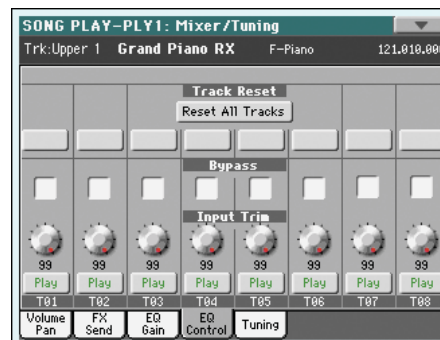 SONG PLAY-PLY1: Mixer/Tuning
Trk:Upper 1 Grand Piano RX F-Piano 121.010.00
Track Reset
Reset All Tracks
Bypass
Input Trim
99 99 99 99 99 99 99 99
Play Play Play Play Play Play Play Play
T01 T02 T03 T04 T05 T06 T07 T08
Volume Pan FX Send EQ Gain EQ Control Tuning